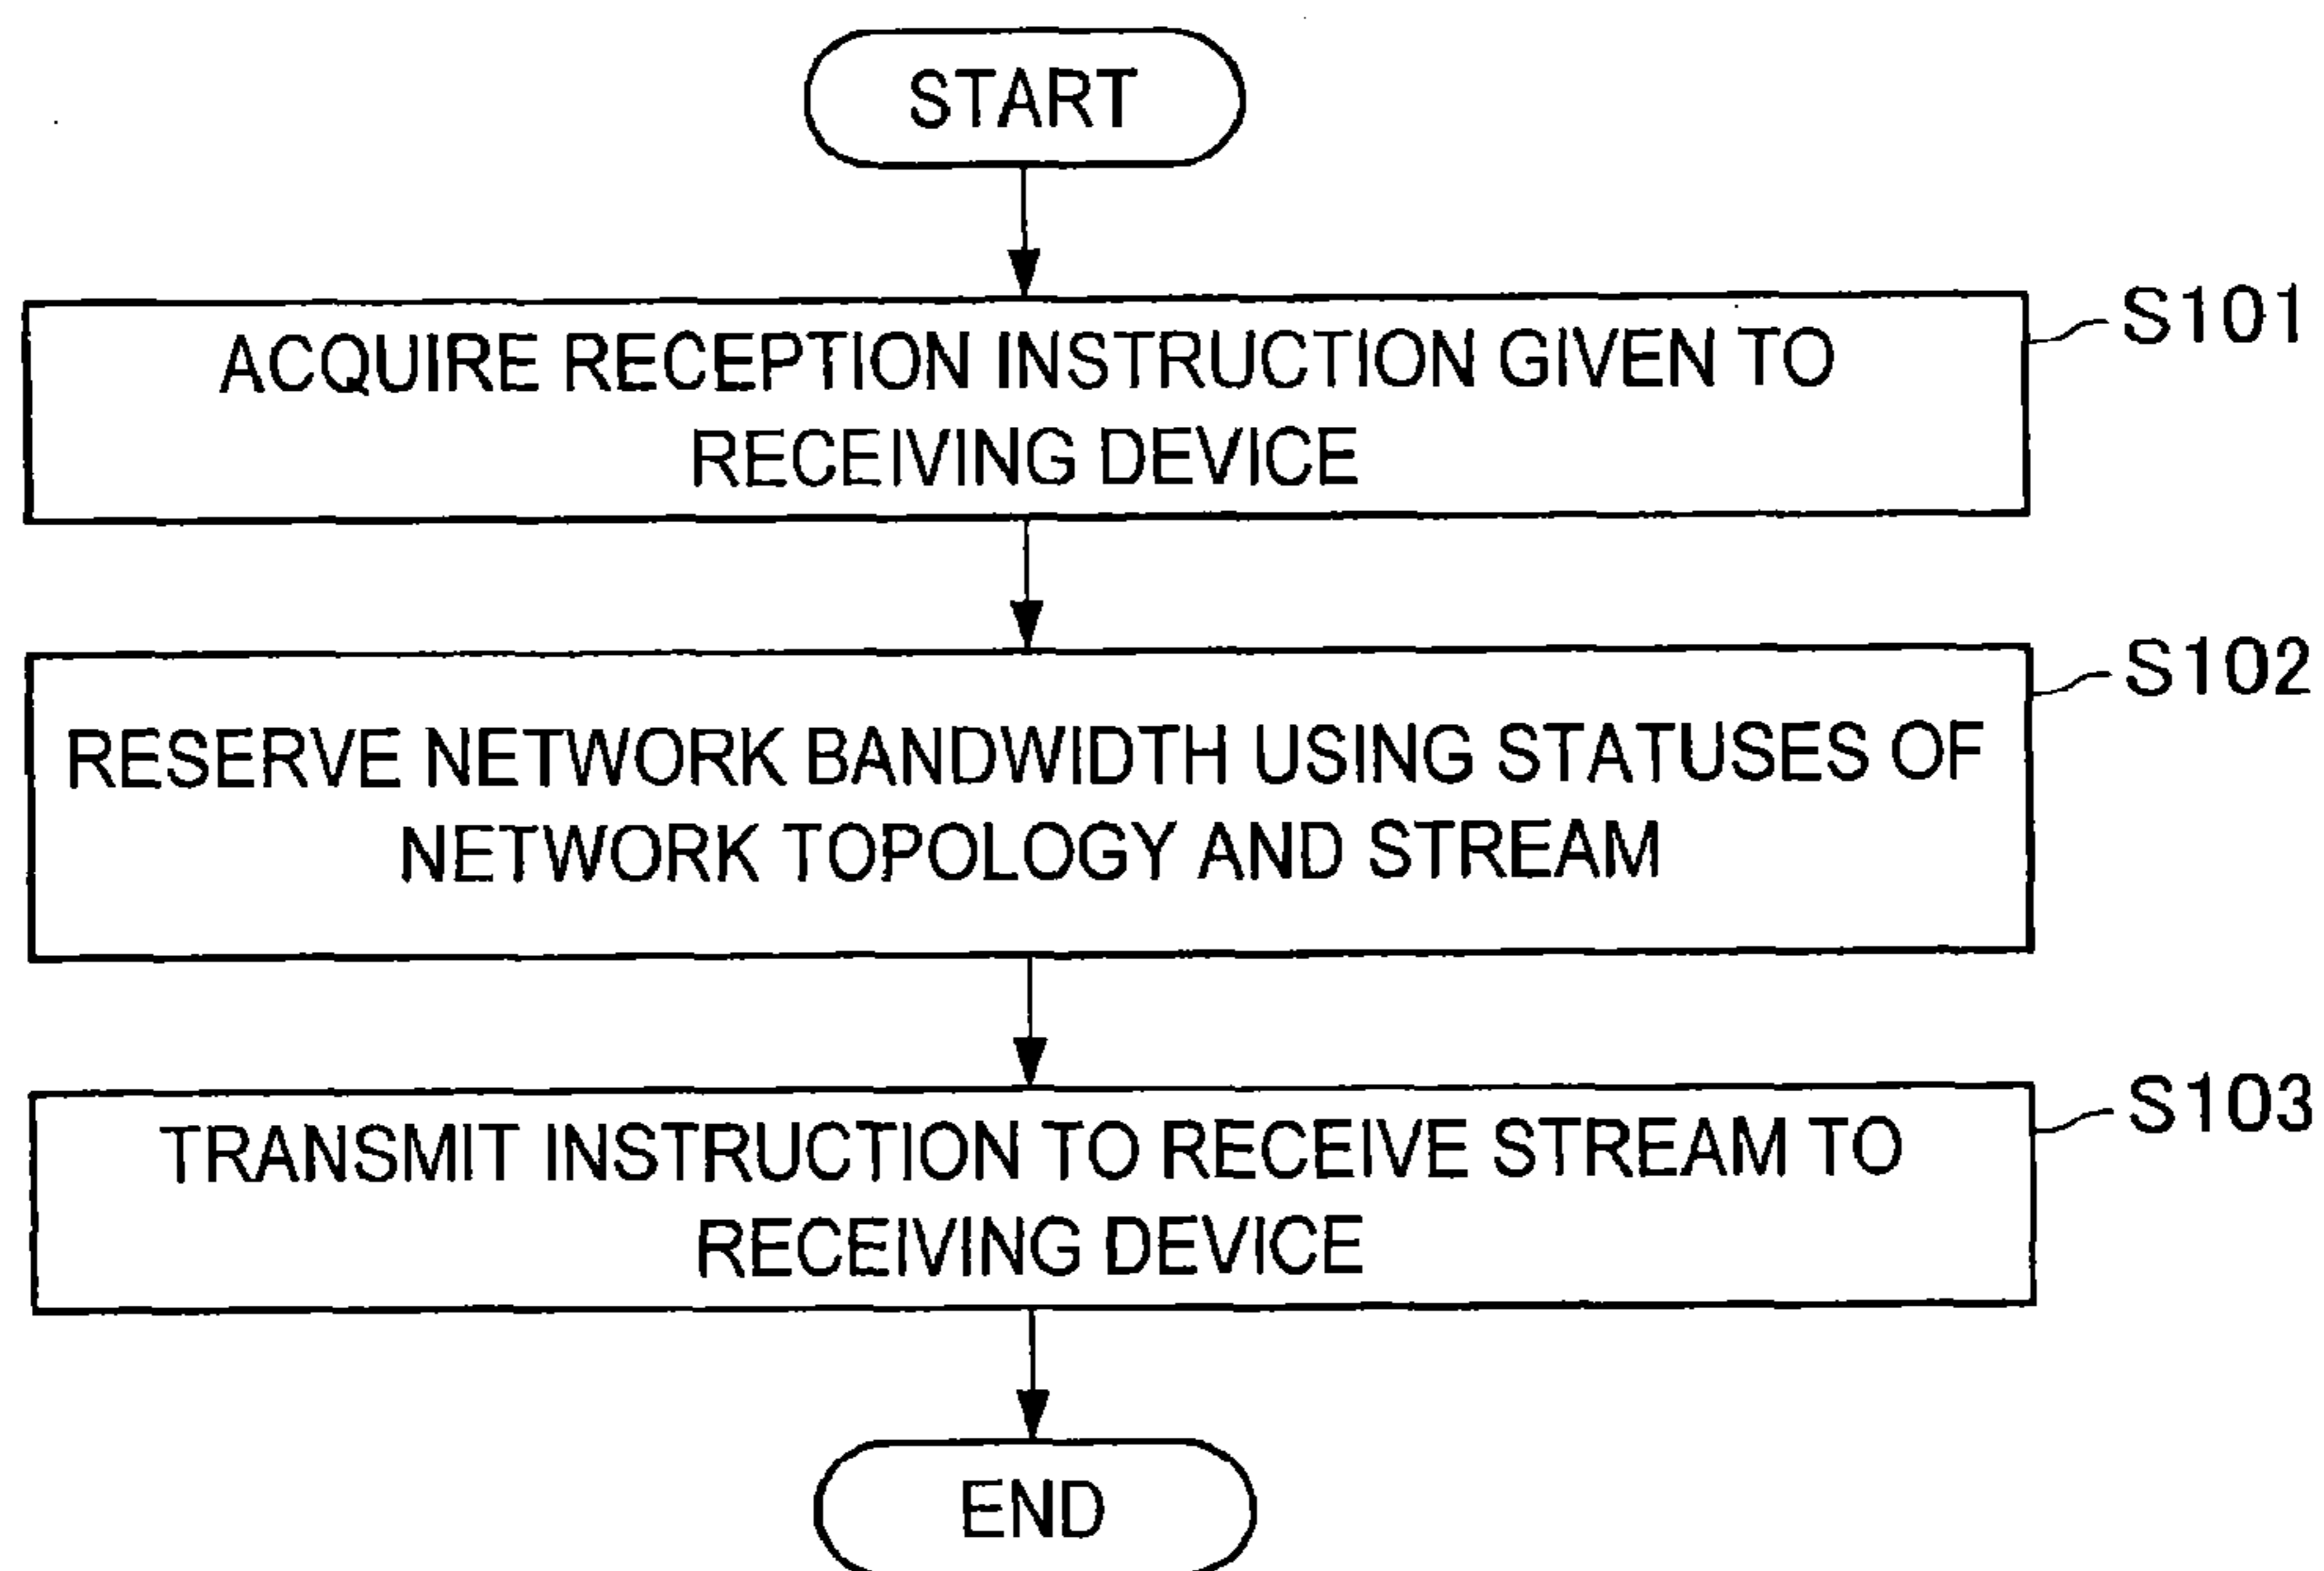 START
S101
ACQUIRE RECEPTION INSTRUCTION GIVEN TO
RECEIVING DEVICE
S102
RESERVE NETWORK BANDWIDTH USING STATUSES OF
NETWORK TOPOLOGY AND STREAM
S103
TRANSMIT INSTRUCTION TO RECEIVE STREAM TO
RECEIVING DEVICE
END